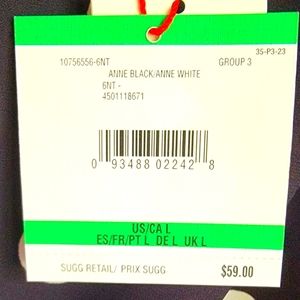 35-P3-23
10756556-6NT GROUP 3
ANNE BLACK/ANNE WHITE
6NT -
4501118671
0 93488 02242 8
US/CA L
ES/FR/PT L DE L UK L
SUGG RETAIL/ PRIX SUGG $59.00